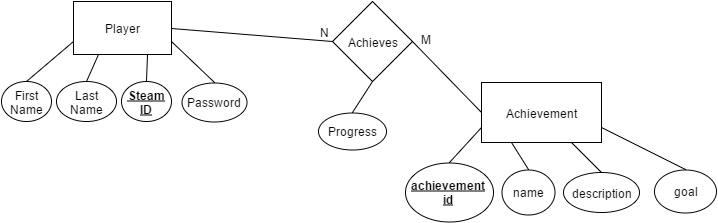 Player
N
Achieves
M
First
Name
Last
Name
Steam
ID
Password
Progress
Achievement
achievement
id
name
description
goal